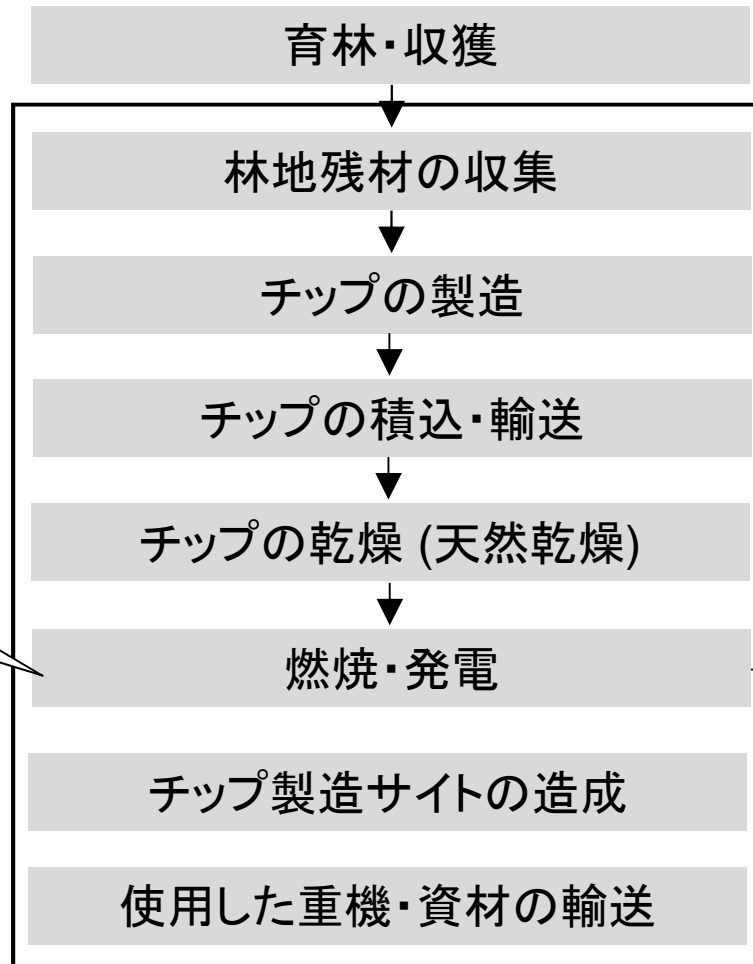 育林・収獲
林地残材の収集
チップの製造
チップの積込・輸送
チップの乾燥 (天然乾燥)
燃焼・発電
チップ製造サイトの造成
使用した重機・資材の輸送